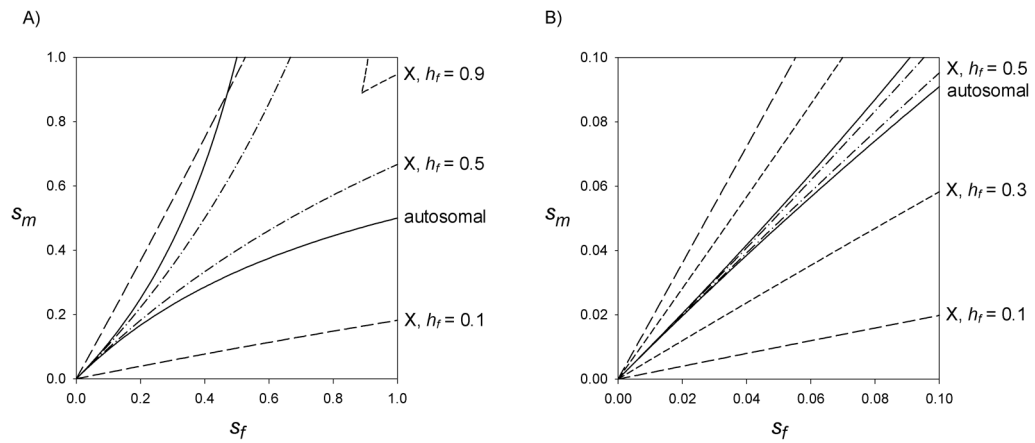 A)
1.0
0.8
0.6
0.4
0.2
0.0
s_m
0.0 0.2 0.4 0.6 0.8 1.0
s_f
X, h_f = 0.9
X, h_f = 0.5
autosomal
X, h_f = 0.1
B)
0.10
0.08
0.06
0.04
0.02
0.00
s_m
0.00 0.02 0.04 0.06 0.08 0.10
s_f
X, h_f = 0.5
autosomal
X, h_f = 0.3
X, h_f = 0.1